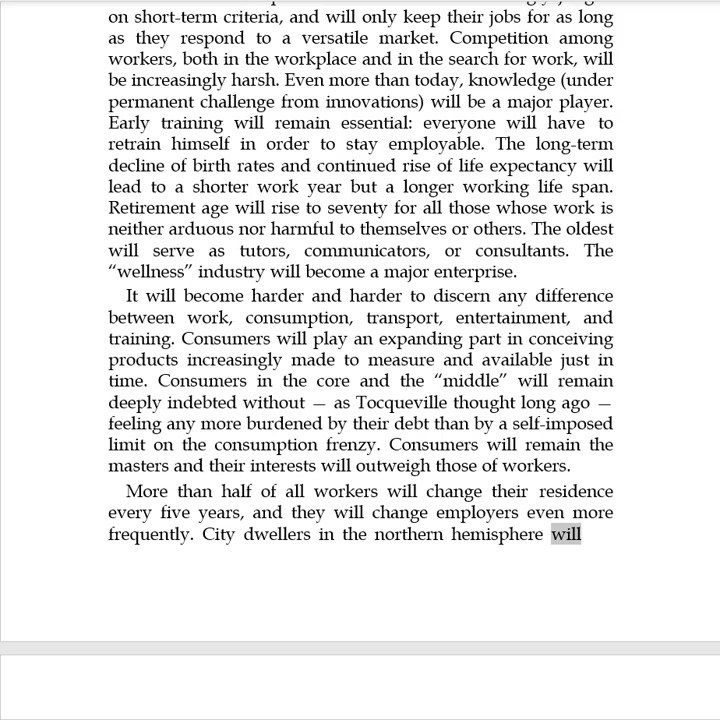 on short-term criteria, and will only keep their jobs for as long
as they respond to a versatile market. Competition among
workers, both in the workplace and in the search for work, will
be increasingly harsh. Even more than today, knowledge (under
permanent challenge from innovations) will be a major player.
Early training will remain essential: everyone will have to
retrain himself in order to stay employable. The long-term
decline of birth rates and continued rise of life expectancy will
lead to a shorter work year but a longer working life span.
Retirement age will rise to seventy for all those whose work is
neither arduous nor harmful to themselves or others. The oldest
will serve as tutors, communicators, or consultants. The
“wellness” industry will become a major enterprise.
It will become harder and harder to discern any difference
between work, consumption, transport, entertainment, and
training. Consumers will play an expanding part in conceiving
products increasingly made to measure and available just in
time. Consumers in the core and the “middle” will remain
deeply indebted without — as Tocqueville thought long ago —
feeling any more burdened by their debt than by a self-imposed
limit on the consumption frenzy. Consumers will remain the
masters and their interests will outweigh those of workers.
More than half of all workers will change their residence
every five years, and they will change employers even more
frequently. City dwellers in the northern hemisphere will